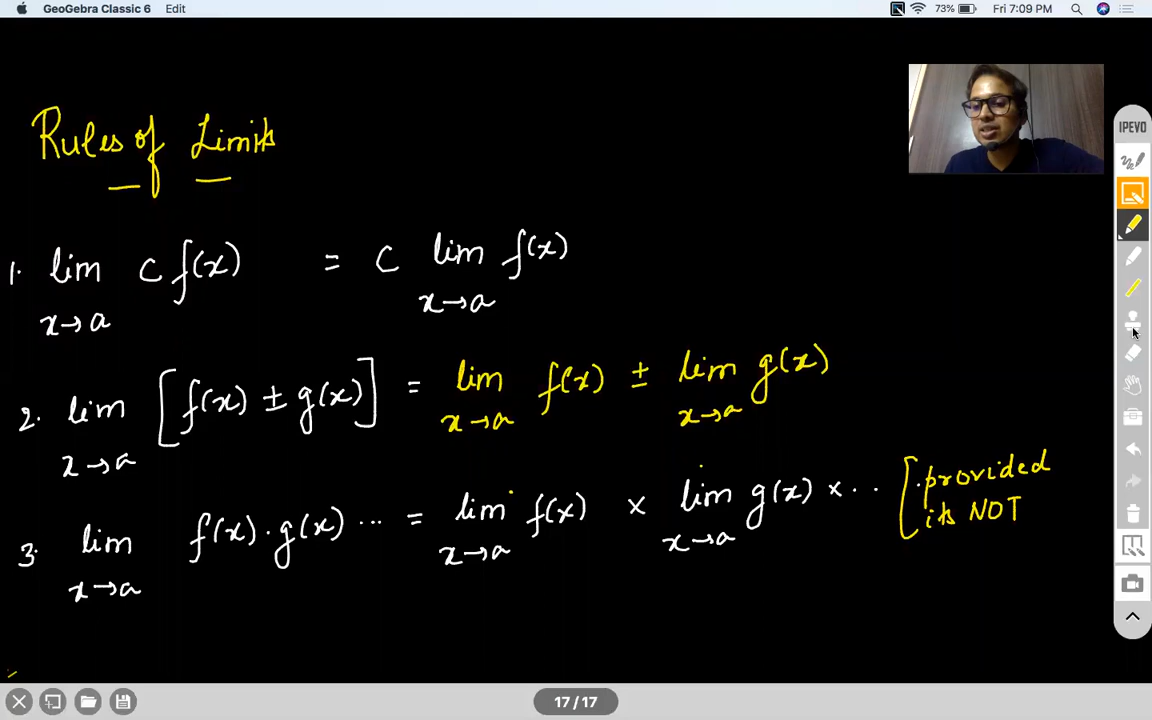 GeoGebra Classic 6 Edit 73% Fri 7:09 PM
Rules of Limits
IPEVO
1. lim c f(x) = c lim f(x)
x→a x→a
2. lim [f(x) ± g(x)] = lim f(x) ± lim g(x)
x→a x→a x→a
3. lim f(x)·g(x) ... = lim f(x) × lim g(x) × .. [provided
x→a x→a x→a its NOT
17 / 17